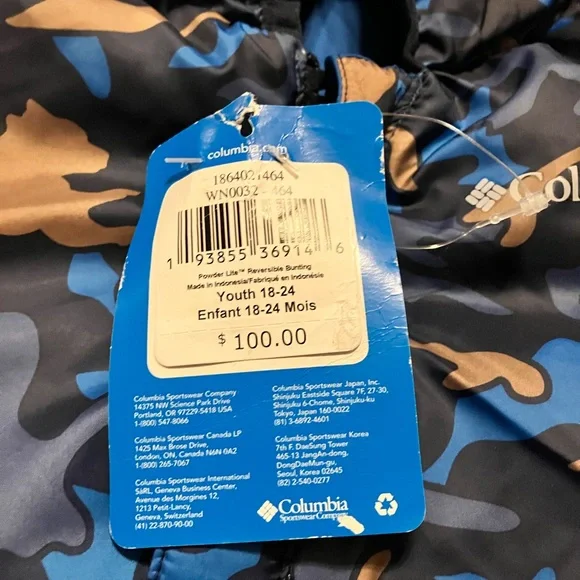 columbia.com
1864021464
WN0032-464
1 93855 36914 6
Powder Lite™ Reversible Bunting
Made in Indonesia/Fabriqué en Indonésie
Youth 18-24
Enfant 18-24 Mois
$ 100.00
Columbia Sportswear Company
14375 NW Science Park Drive
Portland, OR 97229-5418 USA
1-(800) 547-8066
Columbia Sportswear Canada LP
1425 Max Brose Drive,
London, ON, Canada N6N 0A2
1-(800) 265-7067
Columbia Sportswear International
SàRL, Geneva Business Center,
Avenue des Morgines 12,
1213 Petit-Lancy,
Geneva, Switzerland
(41) 22-870-90-00
Columbia Sportswear Japan, Inc.
Shinjuku Eastside Square 7F, 27-30,
Shinjuku 6-Chome, Shinjuku-ku
Tokyo, Japan 160-0022
(81) 3-6892-4601
Columbia Sportswear Korea
7th F. DaeSung Tower
465-13 JangAn-dong,
DongDaeMun-gu,
Seoul, Korea 02645
(82) 2-540-0277
Columbia
Sportswear Company
Columbia